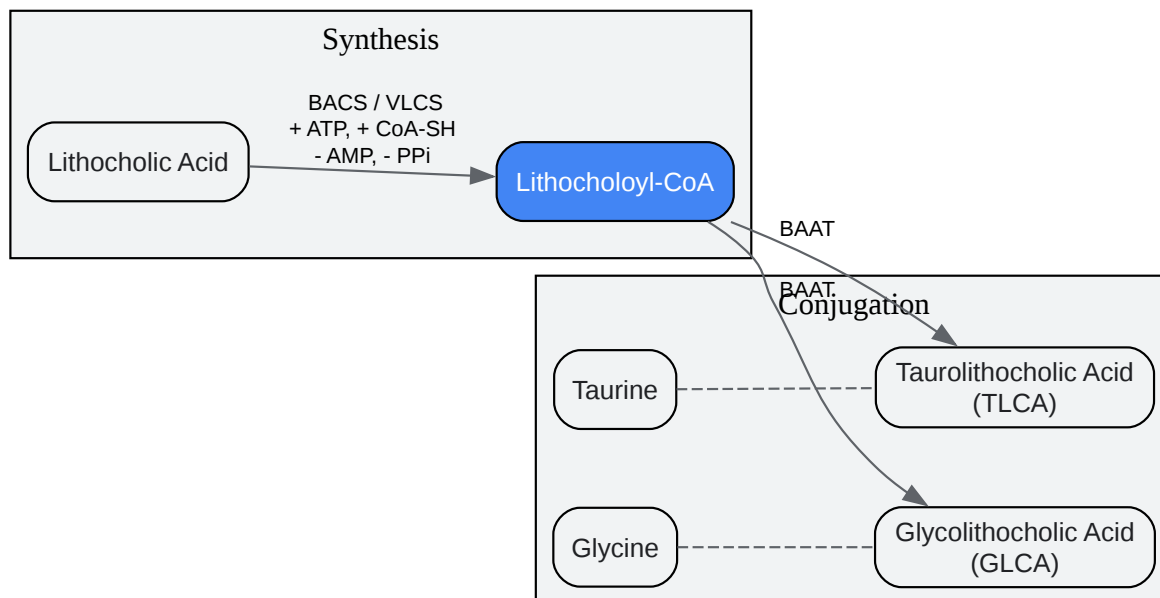 Synthesis
BACS / VLCS
+ ATP, + CoA-SH
- AMP, - PPi
Lithocholic Acid
Lithocholoyl-CoA
BAAT
BAAT
Conjugation
Taurine
Taurolithocholic Acid
(TLCA)
Glycine
Glycolithocholic Acid
(GLCA)